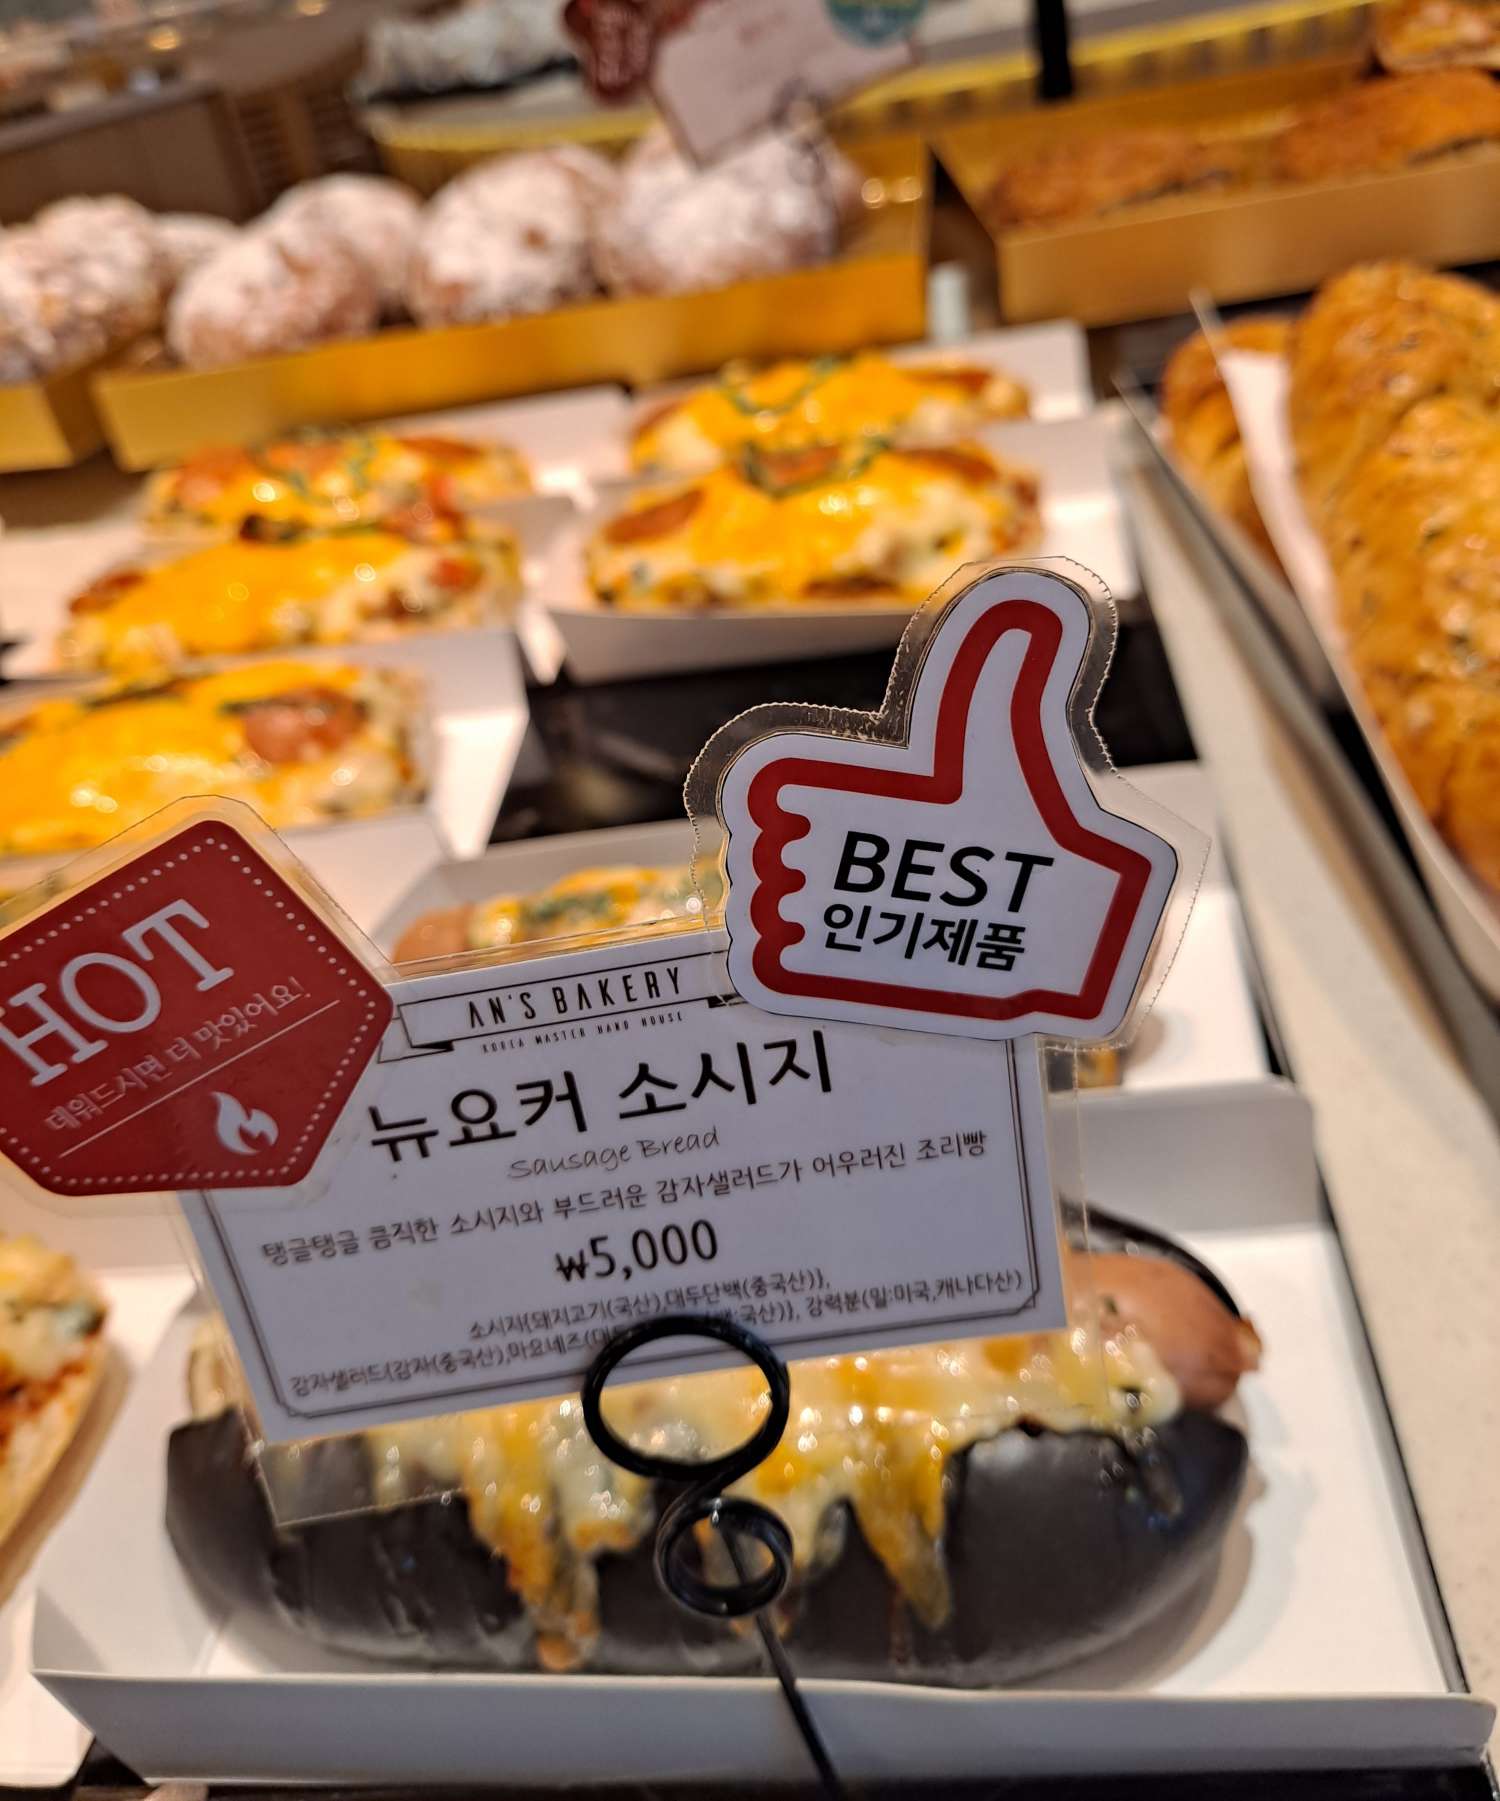 BEST
인기제품
HOT
데워드시면 더 맛있어요!
AN'S BAKERY
KOREA MASTER HAND HOUSE
뉴요커 소시지
Sausage Bread
탱글탱글 큼직한 소시지와 부드러운 감자샐러드가 어우러진 조리빵
₩5,000
소시지{돼지고기(국산),대두단백(중국산)},
감자샐러드{감자(중국산),마요네즈(대두 국산)}, 강력분(밀:미국,캐나다산)